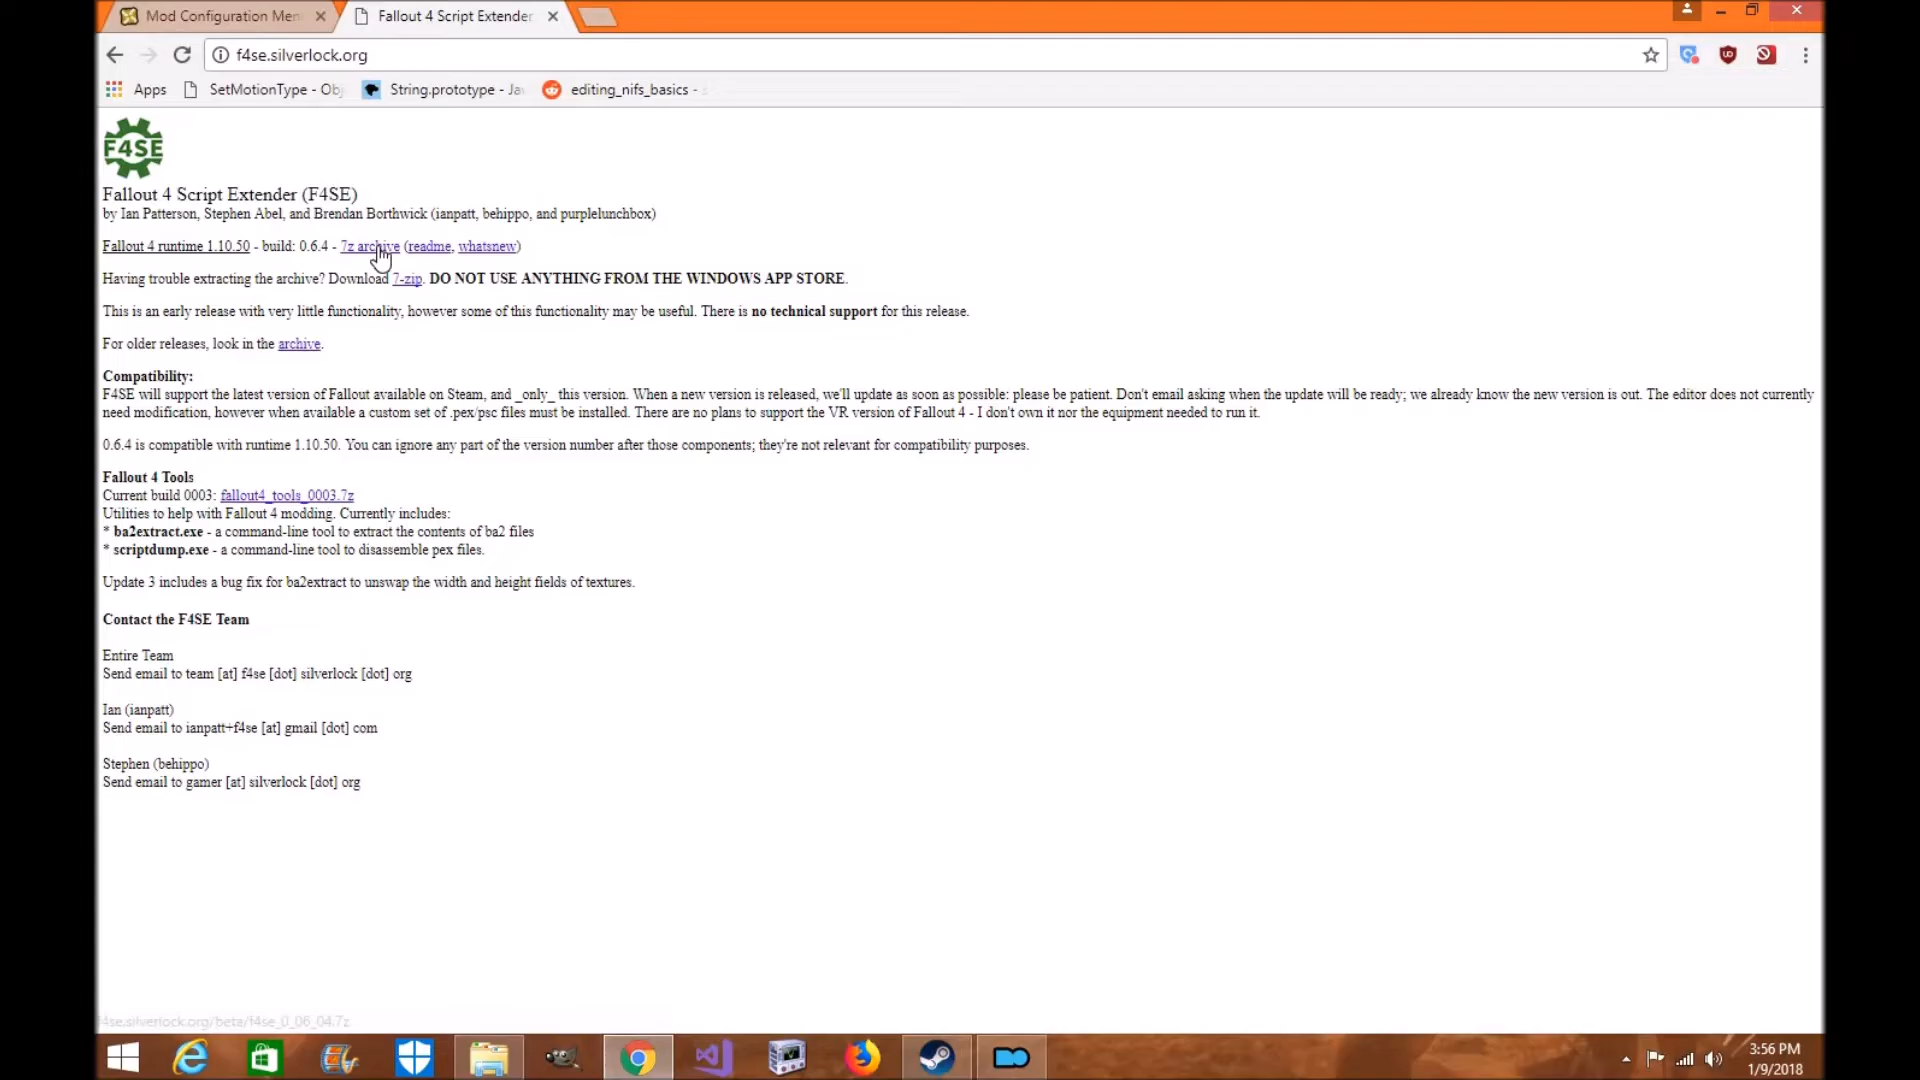 Mod Configuration Men
Fallout 4 Script Extender
f4se.silverlock.org
Apps
SetMotionType - Obj
String.prototype - Ja
editing_nifs_basics -
F4SE
Fallout 4 Script Extender (F4SE)
by Ian Patterson, Stephen Abel, and Brendan Borthwick (ianpatt, behippo, and purplelunchbox)
Fallout 4 runtime 1.10.50 - build: 0.6.4 - 7z archive (readme, whatsnew)
Having trouble extracting the archive? Download 7-zip. DO NOT USE ANYTHING FROM THE WINDOWS APP STORE.
This is an early release with very little functionality, however some of this functionality may be useful. There is no technical support for this release.
For older releases, look in the archive.
Compatibility:
F4SE will support the latest version of Fallout available on Steam, and _only_ this version. When a new version is released, we'll update as soon as possible: please be patient. Don't email asking when the update will be ready; we already know the new version is out. The editor does not currently
need modification, however when available a custom set of .pex/psc files must be installed. There are no plans to support the VR version of Fallout 4 - I don't own it nor the equipment needed to run it.
0.6.4 is compatible with runtime 1.10.50. You can ignore any part of the version number after those components; they're not relevant for compatibility purposes.
Fallout 4 Tools
Current build 0003: fallout4_tools_0003.7z
Utilities to help with Fallout 4 modding. Currently includes:
* ba2extract.exe - a command-line tool to extract the contents of ba2 files
* scriptdump.exe - a command-line tool to disassemble pex files.
Update 3 includes a bug fix for ba2extract to unswap the width and height fields of textures.
Contact the F4SE Team
Entire Team
Send email to team [at] f4se [dot] silverlock [dot] org
Ian (ianpatt)
Send email to ianpatt+f4se [at] gmail [dot] com
Stephen (behippo)
Send email to gamer [at] silverlock [dot] org
f4se.silverlock.org/beta/f4se_0_06_04.7z
3:56 PM
1/9/2018